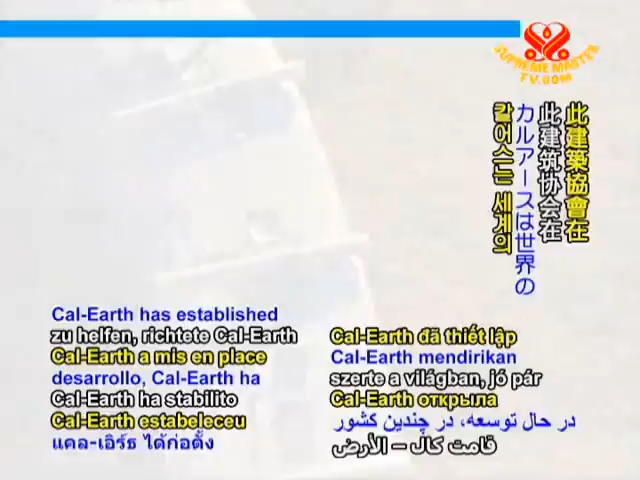 SUPREME MASTER
TV.COM
此建築協會在
此建筑协会在
カルアースは世界の
칼어스는 세계의
Cal-Earth has established
zu helfen, richtete Cal-Earth
Cal-Earth a mis en place
desarrollo, Cal-Earth ha
Cal-Earth ha stabilito
Cal-Earth estabeleceu
แคล-เอิร์ธ ได้ก่อตั้ง
Cal-Earth đã thiết lập
Cal-Earth mendirikan
szerte a világban, jó pár
Cal-Earth открыла
در حال توسعه، در چندین کشور
قامت كال – الأرض